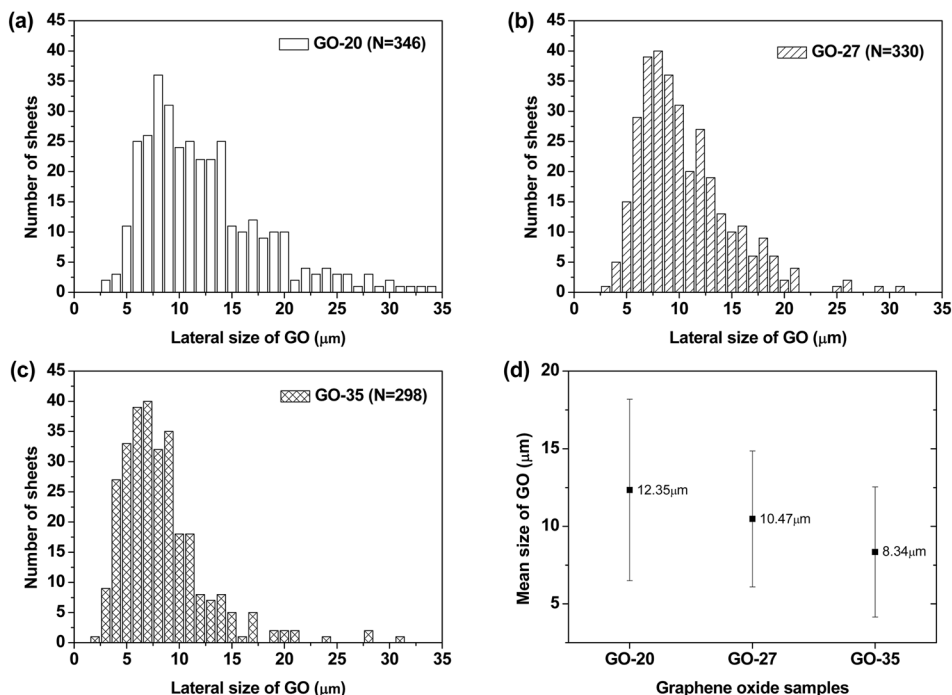 (a)
45
40
35
30
25
20
15
10
5
0
Number of sheets
GO-20 (N=346)
0 5 10 15 20 25 30 35
Lateral size of GO (μm)
(b)
45
40
35
30
25
20
15
10
5
0
Number of sheets
GO-27 (N=330)
0 5 10 15 20 25 30 35
Lateral size of GO (μm)
(c)
45
40
35
30
25
20
15
10
5
0
Number of sheets
GO-35 (N=298)
0 5 10 15 20 25 30 35
Lateral size of GO (μm)
(d)
20
15
10
5
Mean size of GO (μm)
12.35μm
10.47μm
8.34μm
GO-20 GO-27 GO-35
Graphene oxide samples